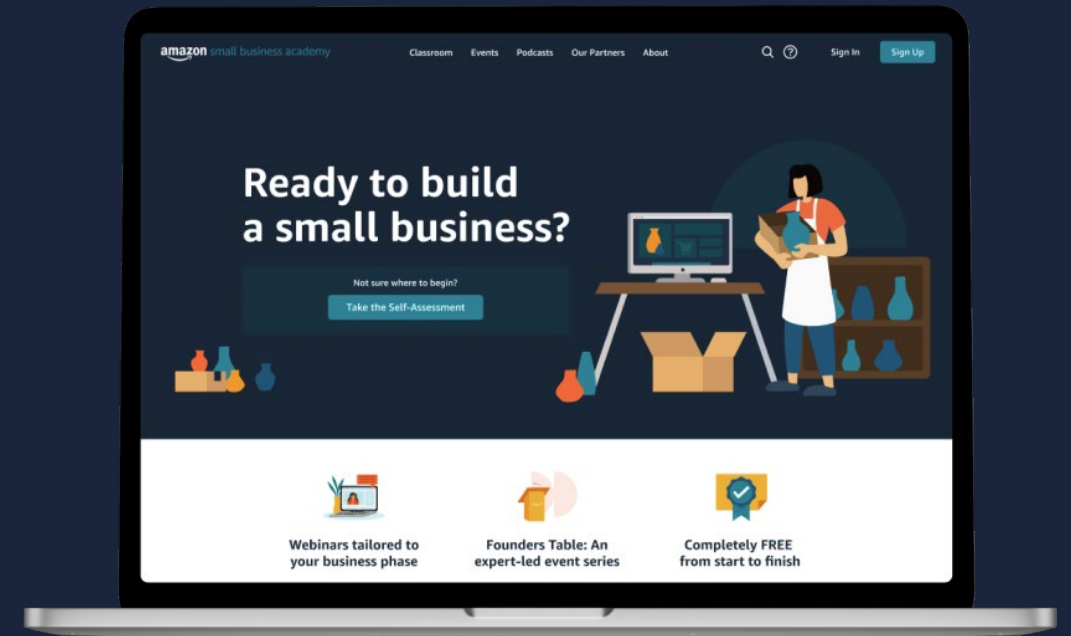 amazon small business academy
Classroom Events Podcasts Our Partners About
Sign In Sign Up
Ready to build
a small business?
Not sure where to begin?
Take the Self-Assessment
Webinars tailored to
your business phase
Founders Table: An
expert-led event series
Completely FREE
from start to finish